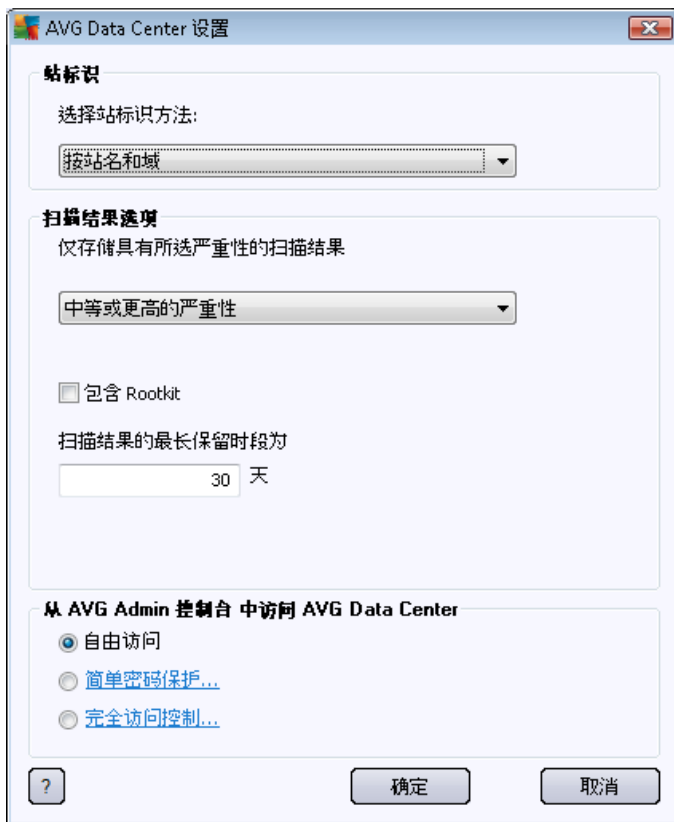 AVG Data Center 设置
站标识
选择站标识方法:
按站名和域
扫描结果选项
仅存储具有所选严重性的扫描结果
中等或更高的严重性
包含 Rootkit
扫描结果的最长保留时段为
30 天
从 AVG Admin 控制台 中访问 AVG Data Center
自由访问
简单密码保护...
完全访问控制...
? 确定 取消